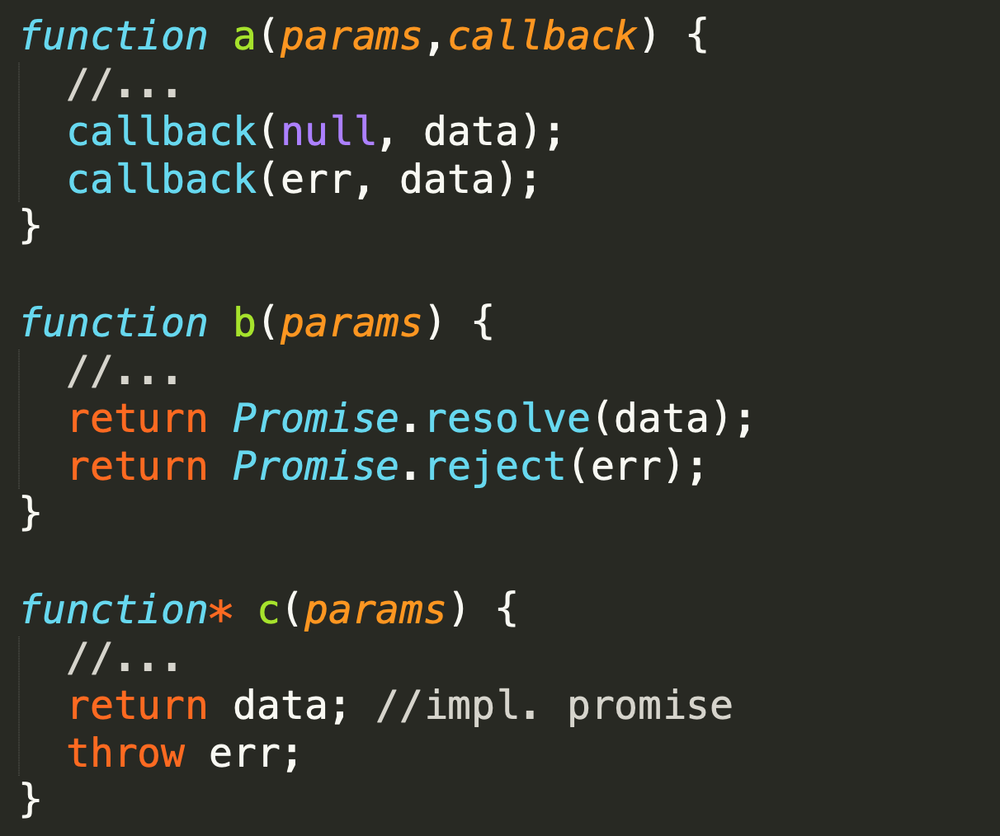 function a(params,callback) {
  //...
  callback(null, data);
  callback(err, data);
}

function b(params) {
  //...
  return Promise.resolve(data);
  return Promise.reject(err);
}

function* c(params) {
  //...
  return data; //impl. promise
  throw err;
}